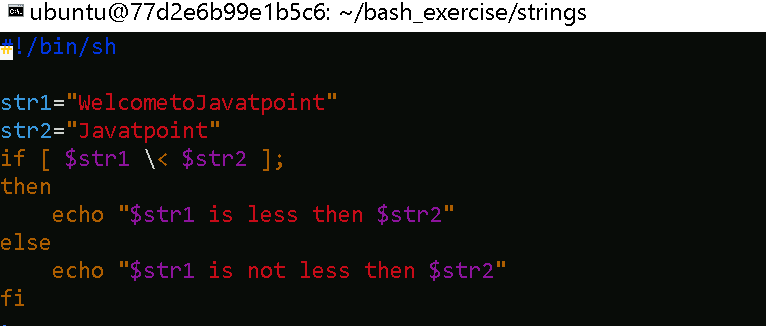 ubuntu@77d2e6b99e1b5c6: ~/bash_exercise/strings
#!/bin/sh
str1="WelcometoJavatpoint"
str2="Javatpoint"
if [ $str1 \< $str2 ];
then
    echo "$str1 is less then $str2"
else
    echo "$str1 is not less then $str2"
fi